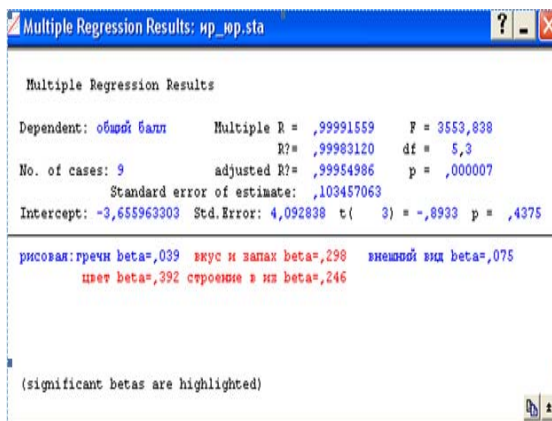 Multiple Regression Results: ир_юр.sta
Multiple Regression Results
Dependent: общий балл Multiple R = ,99991559 F = 3553,838
R?= ,99983120 df = 5,3
No. of cases: 9 adjusted R?= ,99954986 p = ,000007
Standard error of estimate: ,103457063
Intercept: -3,655963303 Std.Error: 4,092838 t( 3) = -,8933 p = ,4375
рисовая:гречн beta=,039 вкус и запах beta=,298 внешний вид beta=,075
цвет beta=,392 строение в из beta=,246
(significant betas are highlighted)